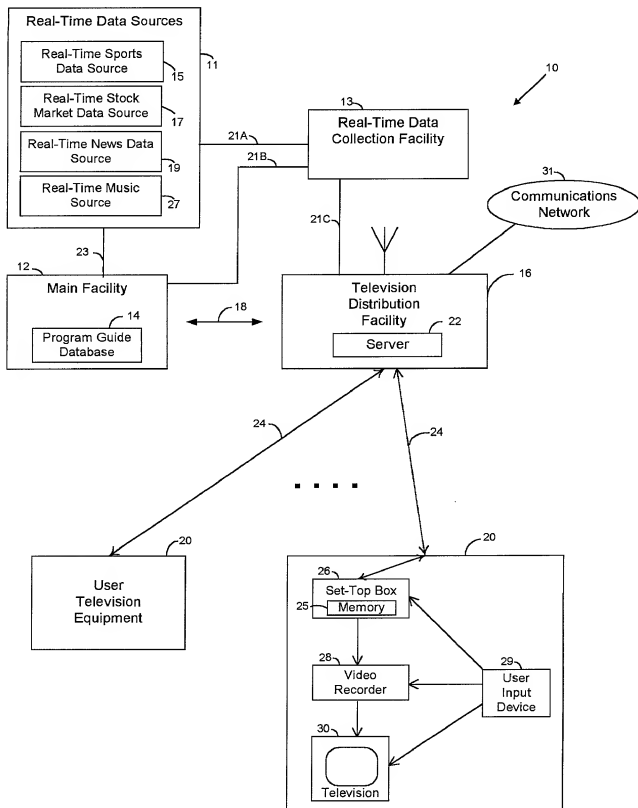 Real-Time Data Sources
Real-Time Sports
Data Source
15
11
Real-Time Stock
Market Data Source
17
Real-Time News Data
Source
19
Real-Time Music
Source
27
10
13
Real-Time Data
Collection Facility
21A
21B
21C
31
Communications
Network
23
12
Main Facility
14
Program Guide
Database
18
16
Television
Distribution
Facility
22
Server
24
24
20
User
Television
Equipment
20
26
Set-Top Box
25
Memory
28
Video
Recorder
29
User
Input
Device
30
Television